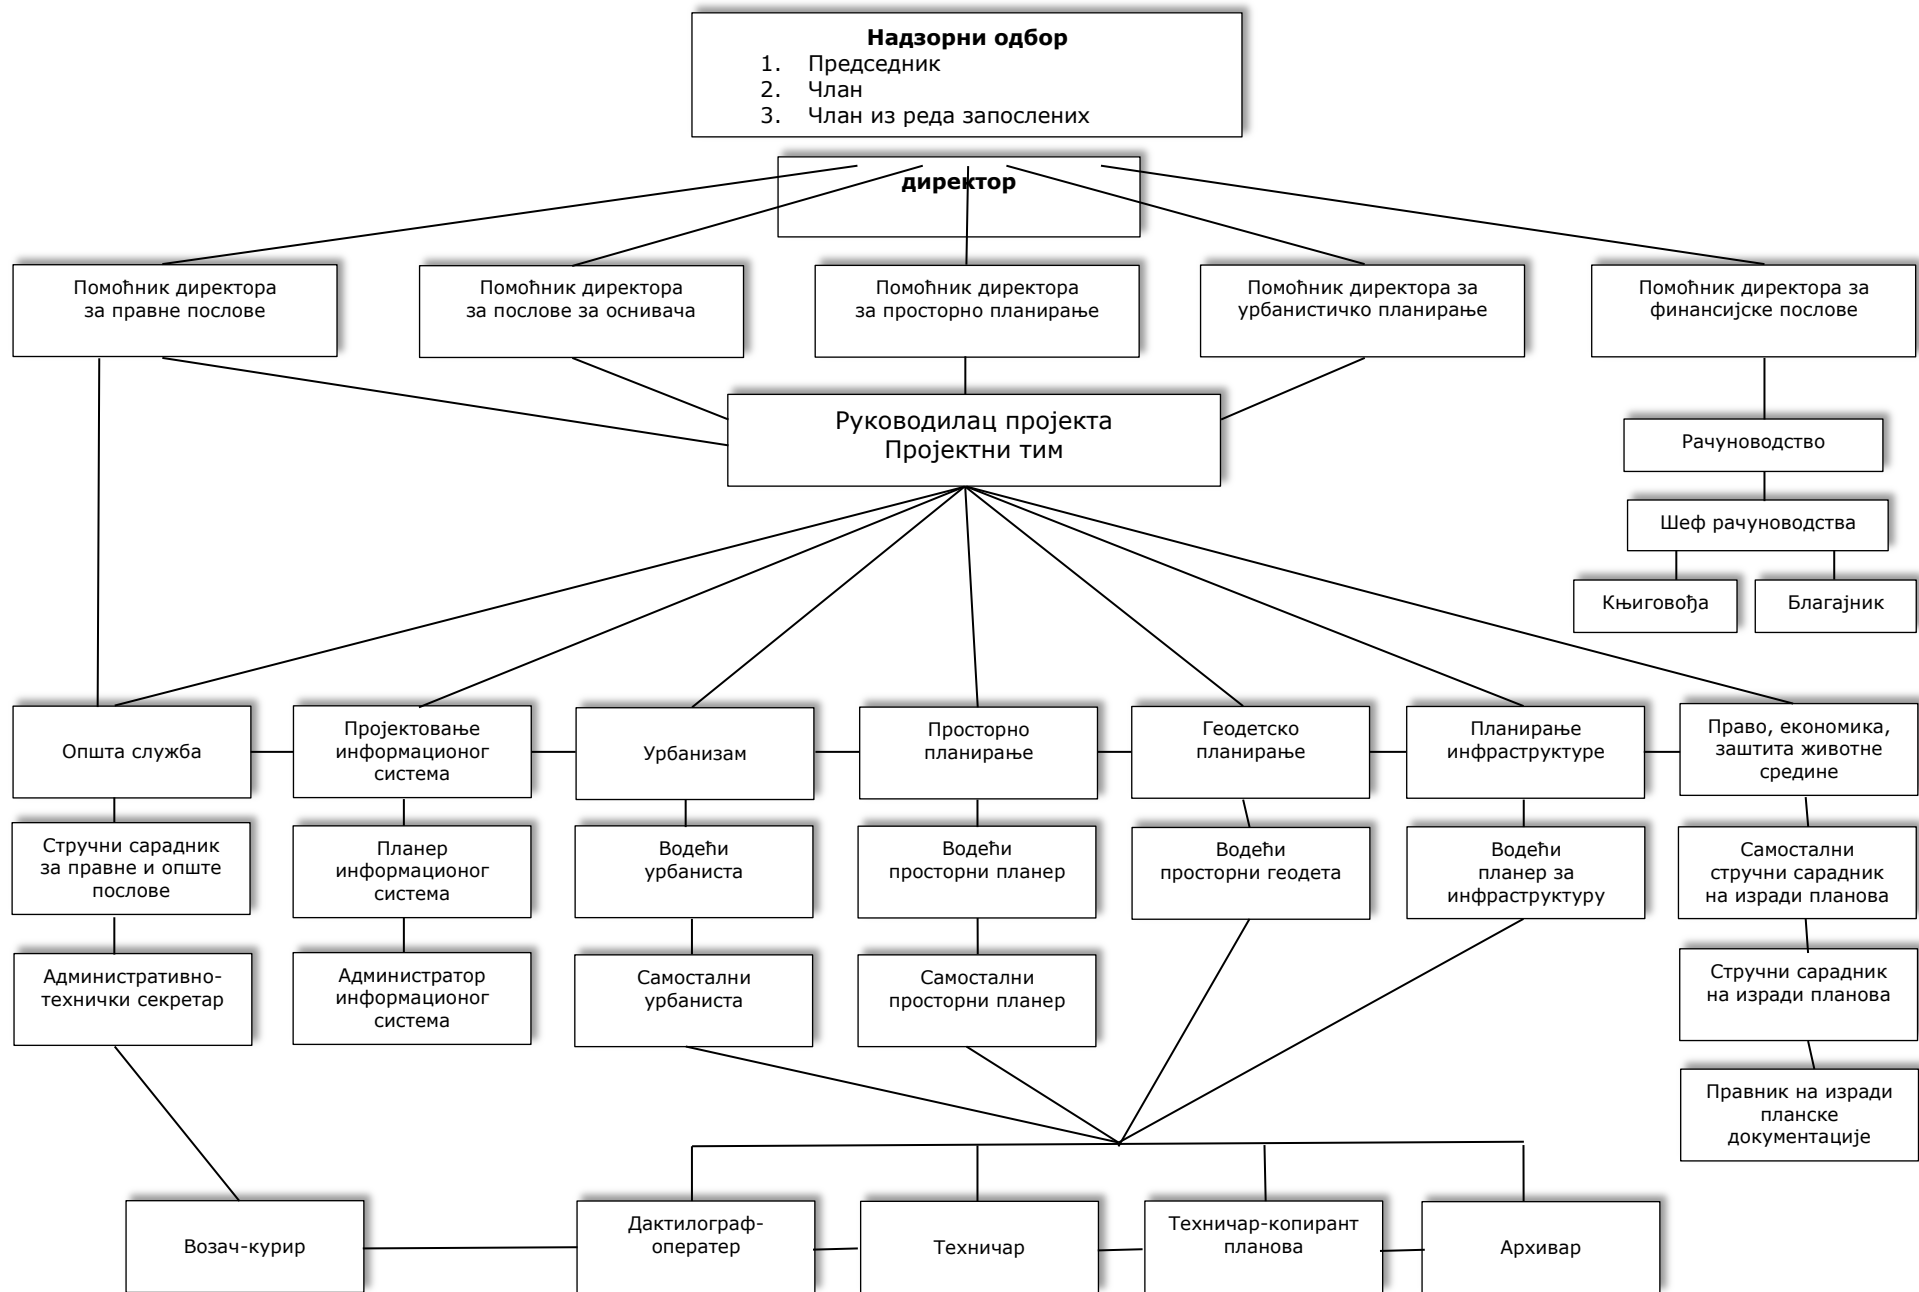 Надзорни одбор
1. Председник
2. Члан
3. Члан из реда запослених
директор
Помоћник директора
за правне послове
Помоћник директора
за послове за оснивача
Помоћник директора
за просторно планирање
Помоћник директора за
урбанистичко планирање
Помоћник директора за
финансијске послове
Руководилац пројекта
Пројектни тим
Рачуноводство
Шеф рачуноводства
Књиговођа
Благајник
Општа служба
Пројектовање
информационог
система
Урбанизам
Просторно
планирање
Геодетско
планирање
Планирање
инфраструктуре
Право, економика,
заштита животне
средине
Стручни сарадник
за правне и опште
послове
Планер
информационог
система
Водећи
урбаниста
Водећи
просторни планер
Водећи
просторни геодета
Водећи
планер за
инфраструктуру
Самостални
стручни сарадник
на изради планова
Административно-
технички секретар
Администратор
информационог
система
Самостални
урбаниста
Самостални
просторни планер
Стручни сарадник
на изради планова
Правник на изради
планске
документације
Возач-курир
Дактилограф-
оператер
Техничар
Техничар-копирант
планова
Архивар